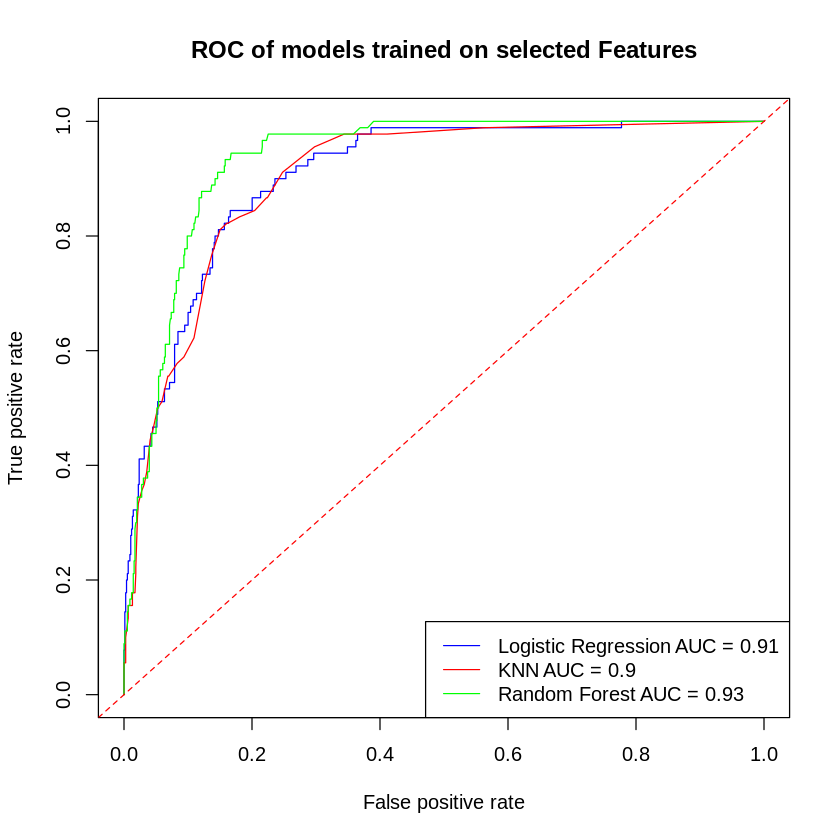 ROC of models trained on selected Features
True positive rate
1.0
0.8
0.6
0.4
0.2
0.0
Logistic Regression AUC = 0.91
KNN AUC = 0.9
Random Forest AUC = 0.93
0.0 0.2 0.4 0.6 0.8 1.0
False positive rate